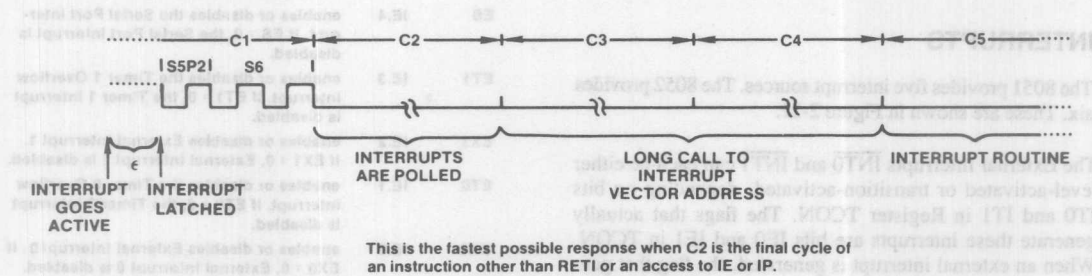 C1 C2 C3 C4 C5
S5P2 S6
INTERRUPT
GOES
ACTIVE
ϵ
INTERRUPT
LATCHED
INTERRUPTS
ARE POLLED
LONG CALL TO
INTERRUPT
VECTOR ADDRESS
INTERRUPT ROUTINE
This is the fastest possible response when C2 is the final cycle of
an instruction other than RETI or an access to IE or IP.
INTERRUPTS
The 8051 provides five interrupt sources. The 8052 provides
six. These are shown in Figure
The External Interrupts INT0 and INT1 can each be either
level-activated or transition-activated, depending on bits
IT0 and IT1 in Register TCON. The flags that actually
generate these interrupts are bits IE0 and IE1 in TCON.
When an external interrupt is generated,
ES IE.4 enables or disables the Serial Port inter-
rupt. If ES = 0, the Serial Port interrupt is
disabled.
ET1 IE.3 enables or disables the Timer 1 Overflow
interrupt. If ET1 = 0, the Timer 1 interrupt
is disabled.
EX1 IE.2 enables or disables External Interrupt 1.
If EX1 = 0, External Interrupt 1 is disabled.
ET0 IE.1 enables or disables the Timer 0 Overflow
interrupt. If ET0 = 0, the Timer 0 interrupt
is disabled.
enables or disables External Interrupt 0. If
EX0 = 0, External Interrupt 0 is disabled.